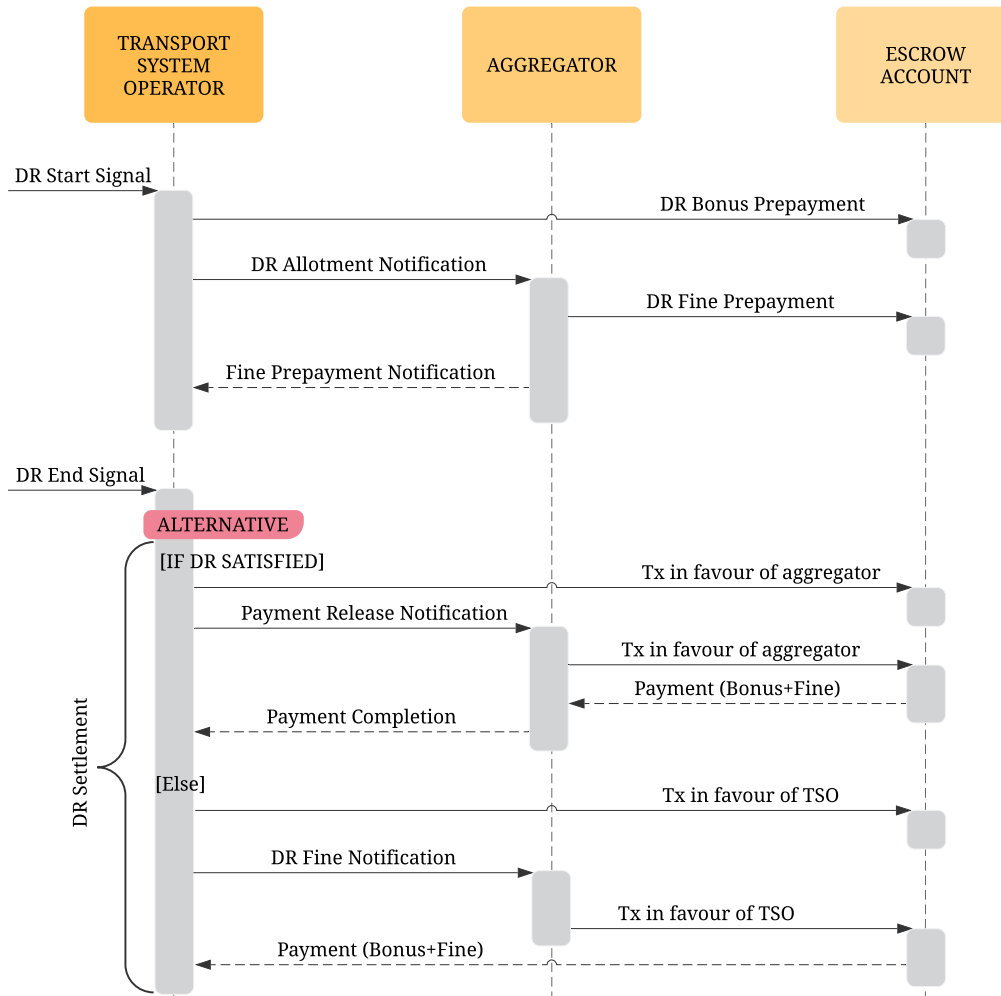 TRANSPORT
SYSTEM
OPERATOR
AGGREGATOR
ESCROW
ACCOUNT
DR Start Signal
DR Bonus Prepayment
DR Allotment Notification
DR Fine Prepayment
Fine Prepayment Notification
DR End Signal
ALTERNATIVE
[IF DR SATISFIED]
Tx in favour of aggregator
Payment Release Notification
Tx in favour of aggregator
Payment (Bonus+Fine)
Payment Completion
DR Settlement
[Else]
Tx in favour of TSO
DR Fine Notification
Tx in favour of TSO
Payment (Bonus+Fine)